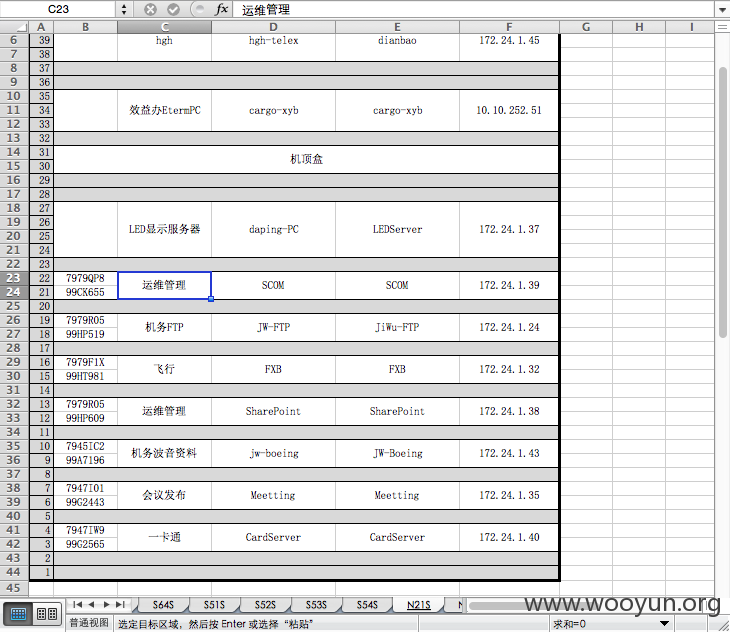 C23 fx 运维管理
A B C D E F G H I
6 39 hgh hgh-telex dianbao 172.24.1.45
7 38
8 37
9 36
10 35
11 34 效益办EtermPC cargo-xyb cargo-xyb 10.10.252.51
12 33
13 32
14 31
机顶盒
15 30
16 29
17 28
18 27
19 26
LED显示服务器 daping-PC LEDServer 172.24.1.37
20 25
21 24
22 23
23 22 7979QP8
运维管理 SCOM SCOM 172.24.1.39
24 21 99CK655
25 20
26 19 7979R05
机务FTP JW-FTP JiWu-FTP 172.24.1.24
27 18 99HP519
28 17
29 16 7979F1X
飞行 FXB FXB 172.24.1.32
30 15 99HT981
31 14
32 13 7979R05
运维管理 SharePoint SharePoint 172.24.1.38
33 12 99HP609
34 11
35 10 7945IC2
机务波音资料 jw-boeing JW-Boeing 172.24.1.43
36 9 99A7196
37 8
38 7 7947I01
会议发布 Meetting Meetting 172.24.1.35
39 6 99G2443
40 5
41 4 7947IW9
一卡通 CardServer CardServer 172.24.1.40
42 3 99G2565
43 2
44 1
45
S64S S51S S52S S53S S54S N21S
www.wooyun.org
普通视图 选定目标区域，然后按 Enter 或选择“粘贴” 求和=0